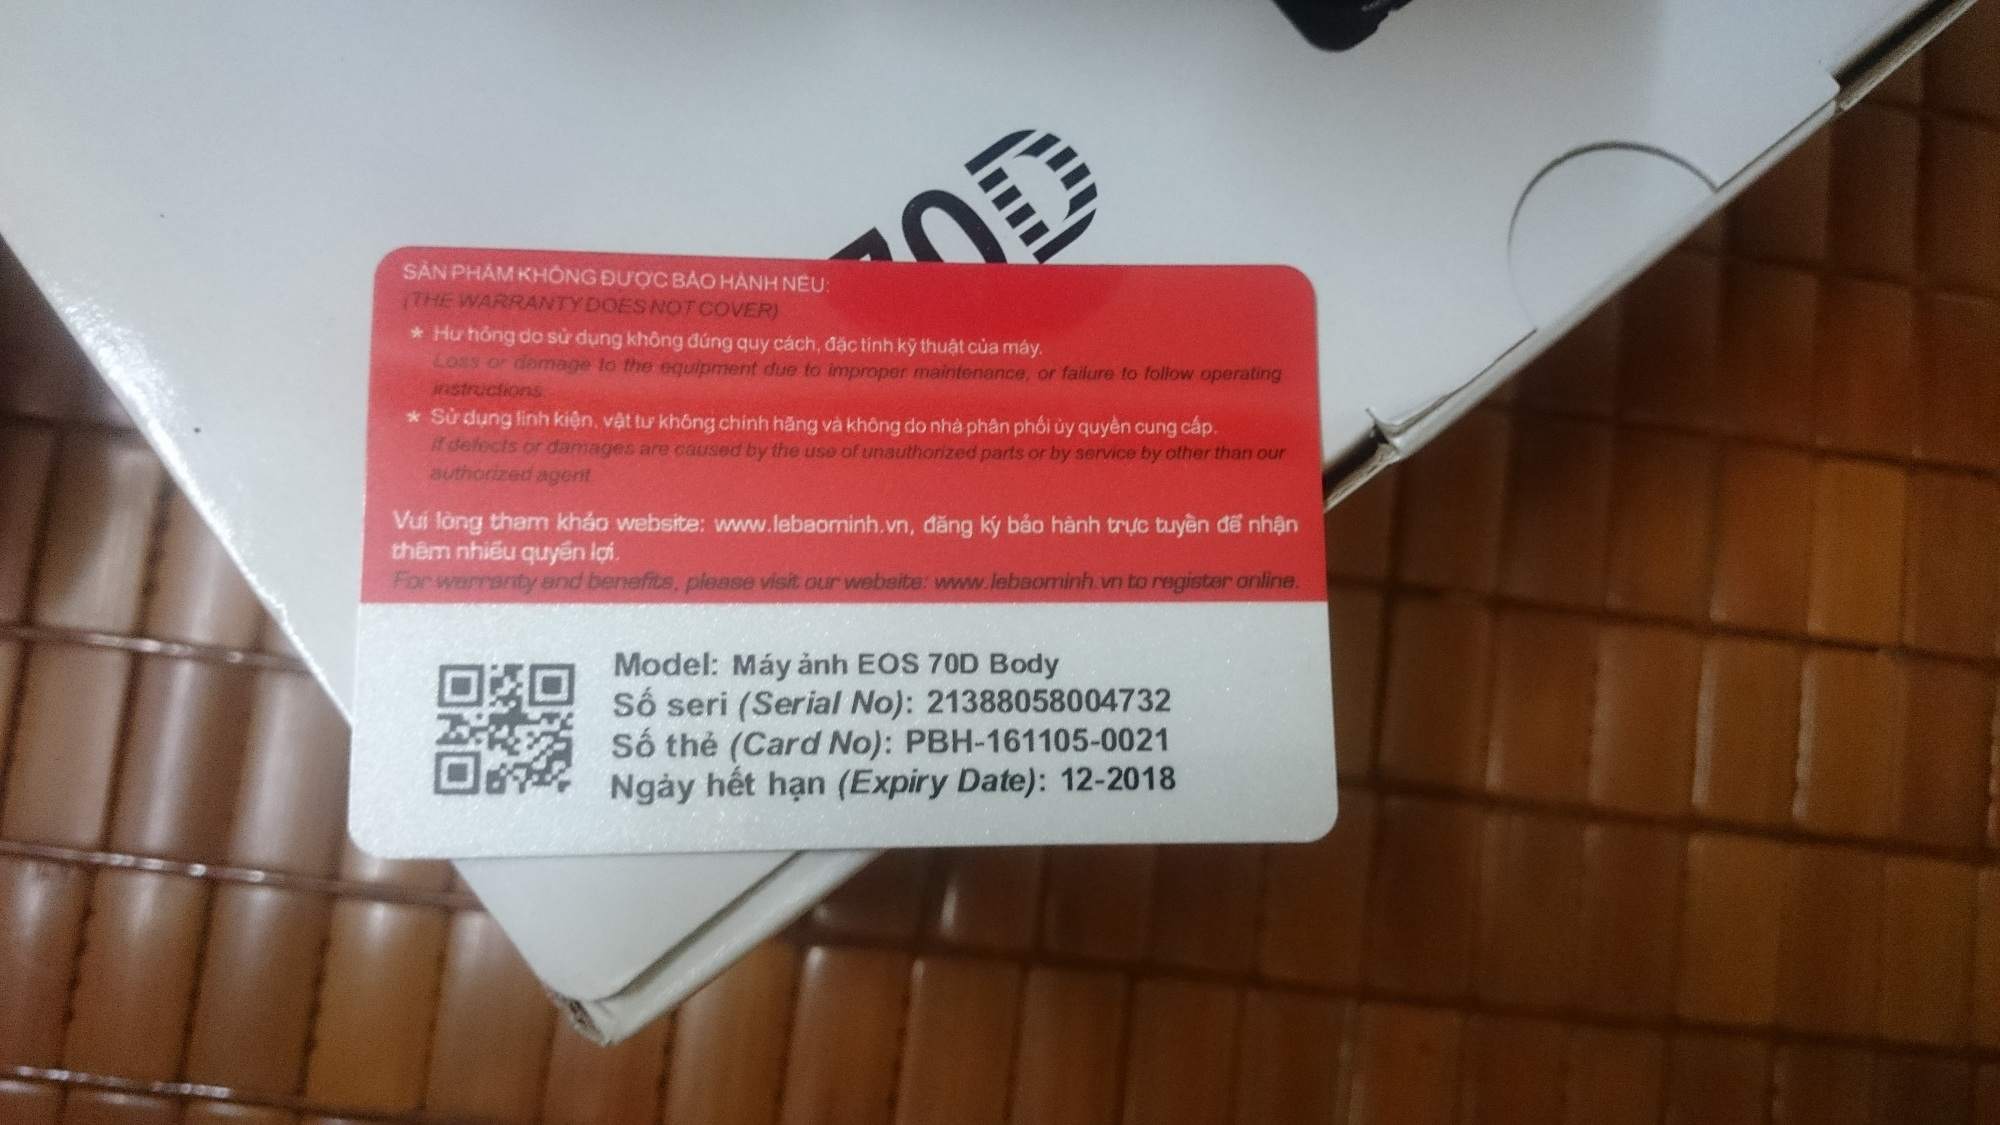 70D
SẢN PHẨM KHÔNG ĐƯỢC BẢO HÀNH NẾU:
(THE WARRANTY DOES NOT COVER)
* Hư hỏng do sử dụng không đúng quy cách, đặc tính kỹ thuật của máy.
Loss or damage to the equipment due to improper maintenance, or failure to follow operating
instructions.
* Sử dụng linh kiện, vật tư không chính hãng và không do nhà phân phối ủy quyền cung cấp.
If defects or damages are caused by the use of unauthorized parts or by service by other than our
authorized agent.
Vui lòng tham khảo website: www.lebaominh.vn, đăng ký bảo hành trực tuyến để nhận
thêm nhiều quyền lợi.
For warranty and benefits, please visit our website: www.lebaominh.vn to register online.
Model: Máy ảnh EOS 70D Body
Số seri (Serial No): 21388058004732
Số thẻ (Card No): PBH-161105-0021
Ngày hết hạn (Expiry Date): 12-2018